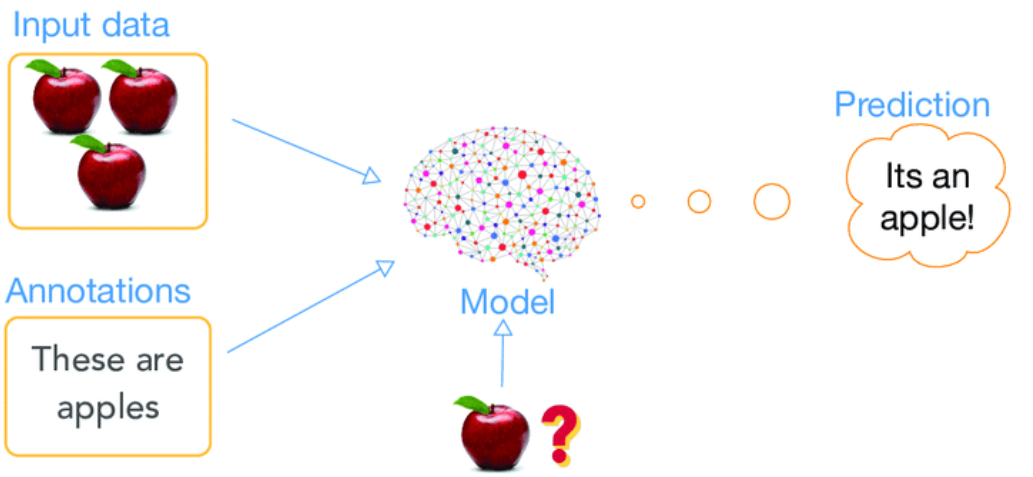 Input data
Prediction
Its an
apple!
Annotations
These are
apples
Model
?